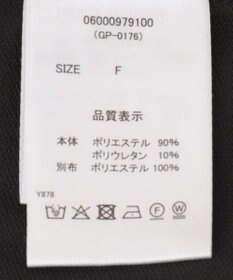 06000979100
(GP-0176)
SIZE F
品質表示
本体 ポリエステル 90%
ポリウレタン 10%
別布 ポリエステル 100%
Y878